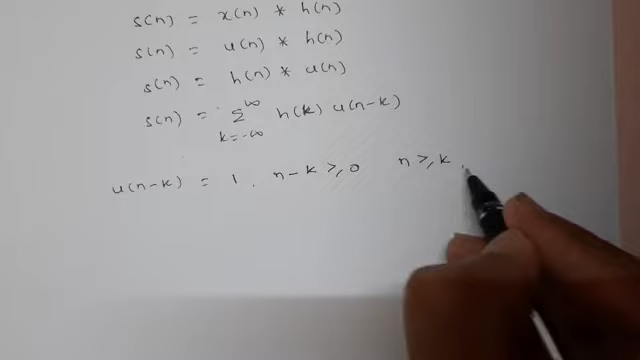 s(n) = x(n) * h(n)
s(n) = u(n) * h(n)
s(n) = h(n) * u(n)
s(n) = Σ h(k) u(n-k)
∞
k=-∞
u(n-k) = 1, n-k ≥ 0 n ≥ k